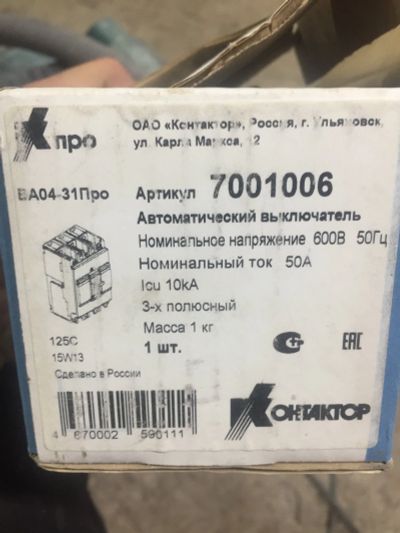 Кпро
ОАО «Контактор», Россия, г. Ульяновск,
ул. Карла Маркса, 12
ВА04-31Про
Артикул 7001006
Автоматический выключатель
Номинальное напряжение 600В 50Гц
Номинальный ток 50А
Icu 10kA
3-х полюсный
Масса 1 кг
1 шт.
125C
15W13
Сделано в России
ЕАС
4 670002 590111
КОНТАКТОР